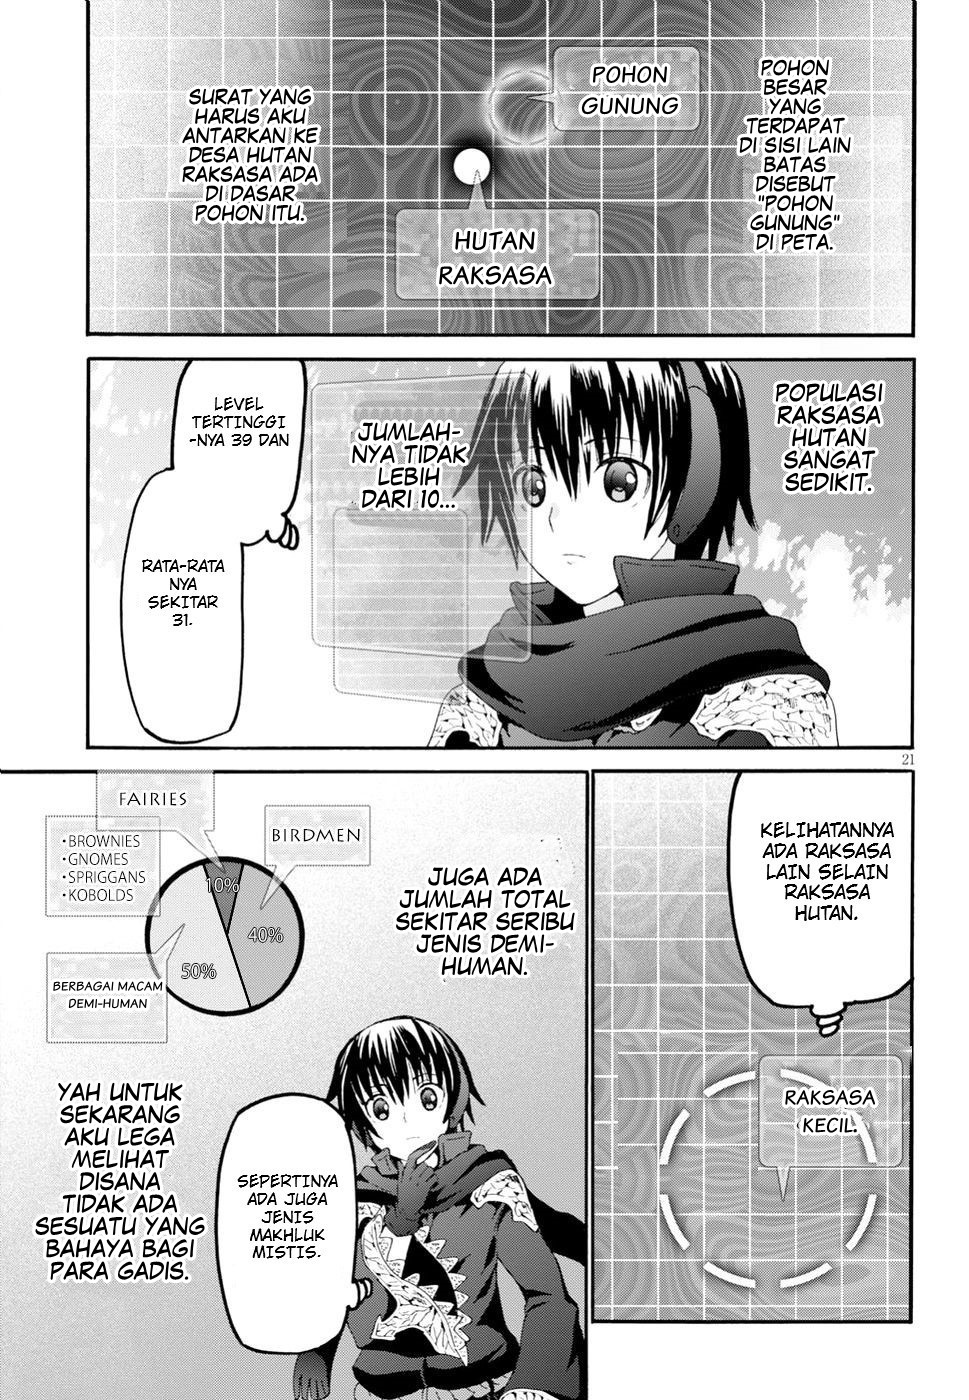 POHON
BESAR
YANG
TERDAPAT
DI SISI LAIN
BATAS
DISEBUT
"POHON
GUNUNG"
DI PETA.
POHON
GUNUNG
HUTAN
RAKSASA
SURAT YANG
HARUS AKU
ANTARKAN KE
DESA HUTAN
RAKSASA ADA
DI DASAR
POHON ITU.
POPULASI
RAKSASA
HUTAN
SANGAT
SEDIKIT.
JUMLAH-
NYA TIDAK
LEBIH
DARI 10...
LEVEL
TERTINGGI
-NYA 39 DAN
RATA-RATA
NYA
SEKITAR
31.
21
KELIHATANNYA
ADA RAKSASA
LAIN SELAIN
RAKSASA
HUTAN.
RAKSASA
KECIL.
JUGA ADA
JUMLAH TOTAL
SEKITAR SERIBU
JENIS DEMI-
HUMAN.
FAIRIES
BIRDMEN
•BROWNIES
•GNOMES
•SPRIGGANS
•KOBOLDS
10%
40%
50%
BERBAGAI MACAM
DEMI-HUMAN
SEPERTINYA
ADA JUGA
JENIS
MAKHLUK
MISTIS.
YAH UNTUK
SEKARANG
AKU LEGA
MELIHAT
DISANA
TIDAK ADA
SESUATU YANG
BAHAYA BAGI
PARA GADIS.